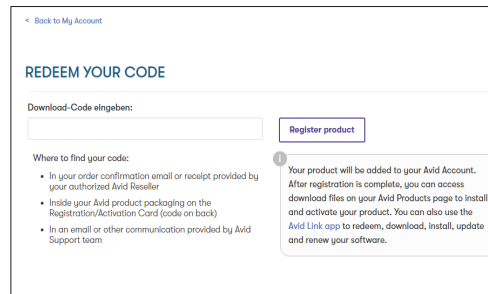 < Back to My Account
REDEEM YOUR CODE
Download-Code eingeben:
Register product
Where to find your code:
• In your order confirmation email or receipt provided by
your authorized Avid Reseller
• Inside your Avid product packaging on the
Registration/Activation Card (code on back)
• In an email or other communication provided by Avid
Support team
i
Your product will be added to your Avid Account.
After registration is complete, you can access
download files on your Avid Products page to install
and activate your product. You can also use the
Avid Link app to redeem, download, install, update
and renew your software.